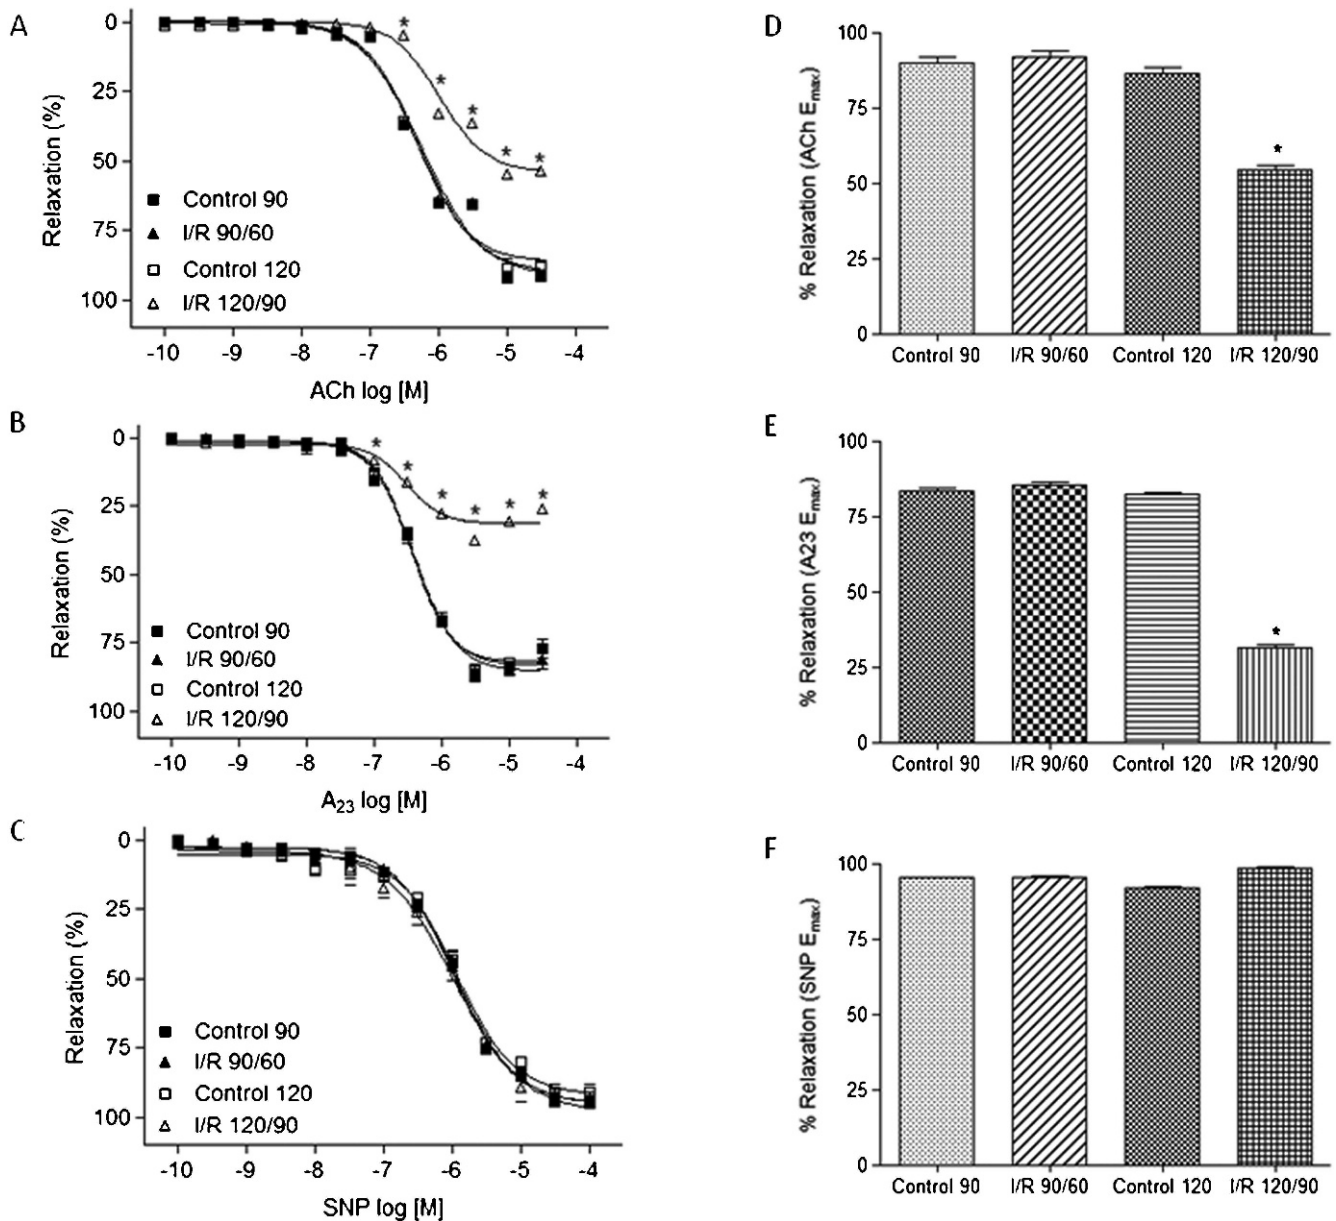 A
0
25
50
75
100
Relaxation (%)
Control 90
I/R 90/60
Control 120
I/R 120/90
* * * * *
-10 -9 -8 -7 -6 -5 -4
ACh log [M]
B
0
25
50
75
100
Relaxation (%)
Control 90
I/R 90/60
Control 120
I/R 120/90
* * * * * *
-10 -9 -8 -7 -6 -5 -4
A23 log [M]
C
0
25
50
75
100
Relaxation (%)
Control 90
I/R 90/60
Control 120
I/R 120/90
-10 -9 -8 -7 -6 -5 -4
SNP log [M]
D
100
75
50
25
0
% Relaxation (ACh Emax)
*
Control 90 I/R 90/60 Control 120 I/R 120/90
E
100
75
50
25
0
% Relaxation (A23 Emax)
*
Control 90 I/R 90/60 Control 120 I/R 120/90
F
100
75
50
25
0
% Relaxation (SNP Emax)
Control 90 I/R 90/60 Control 120 I/R 120/90